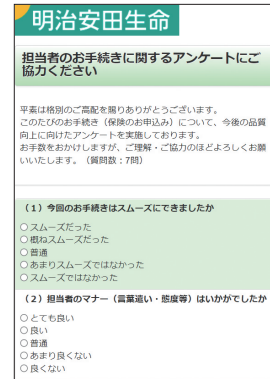 明治安田生命
担当者のお手続きに関するアンケートにご
協力ください
平素は格別のご高配を賜りありがとうございます。
このたびのお手続き（保険のお申込み）について、今後の品質
向上に向けたアンケートを実施しております。
お手数をおかけしますが、ご理解・ご協力のほどよろしくお願
いいたします。（質問数：7問）
（1）今回のお手続きはスムーズにできましたか
スムーズだった
概ねスムーズだった
普通
あまりスムーズではなかった
スムーズではなかった
（2）担当者のマナー（言葉遣い・態度等）はいかがでしたか
とても良い
良い
普通
あまり良くない
良くない